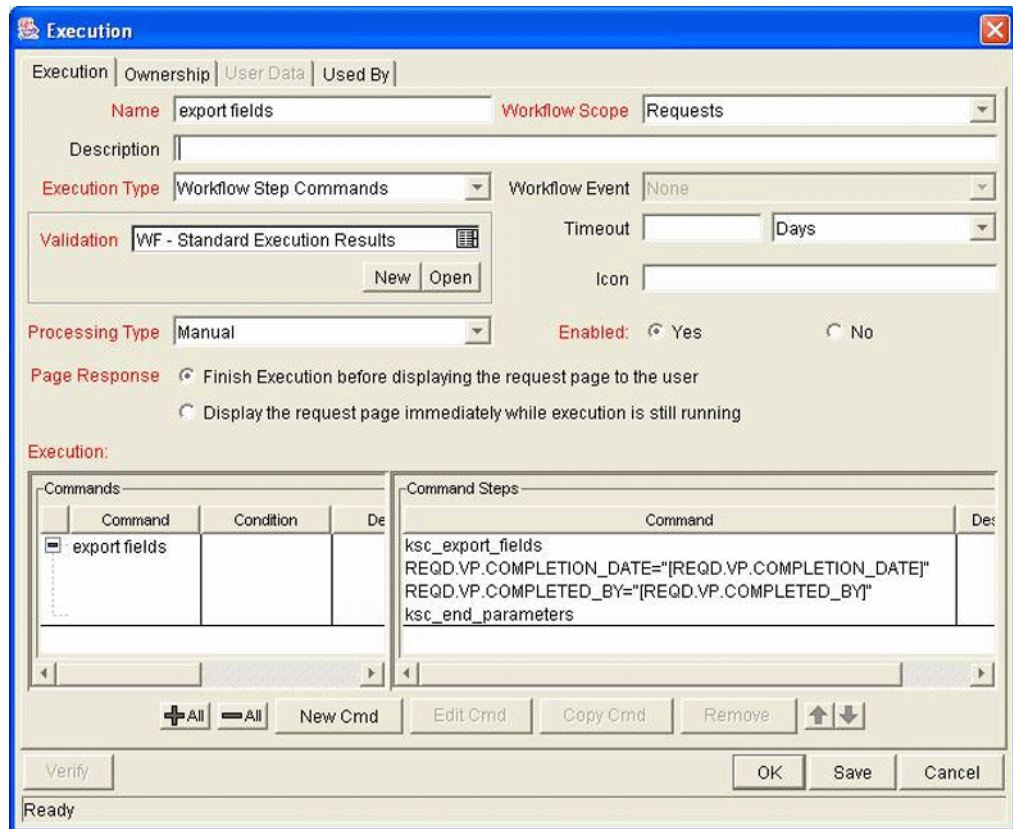 Execution
Execution Ownership User Data Used By
Name export fields Workflow Scope Requests
Description
Execution Type Workflow Step Commands Workflow Event None
Validation WF - Standard Execution Results Timeout Days
New Open Icon
Processing Type Manual Enabled: Yes No
Page Response Finish Execution before displaying the request page to the user
Display the request page immediately while execution is still running
Execution:
Commands Command Steps
Command Condition De Command Des
export fields ksc_export_fields
REQD.VP.COMPLETION_DATE="[REQD.VP.COMPLETION_DATE]"
REQD.VP.COMPLETED_BY="[REQD.VP.COMPLETED_BY]"
ksc_end_parameters
All All New Cmd Edit Cmd Copy Cmd Remove
Verify OK Save Cancel
Ready